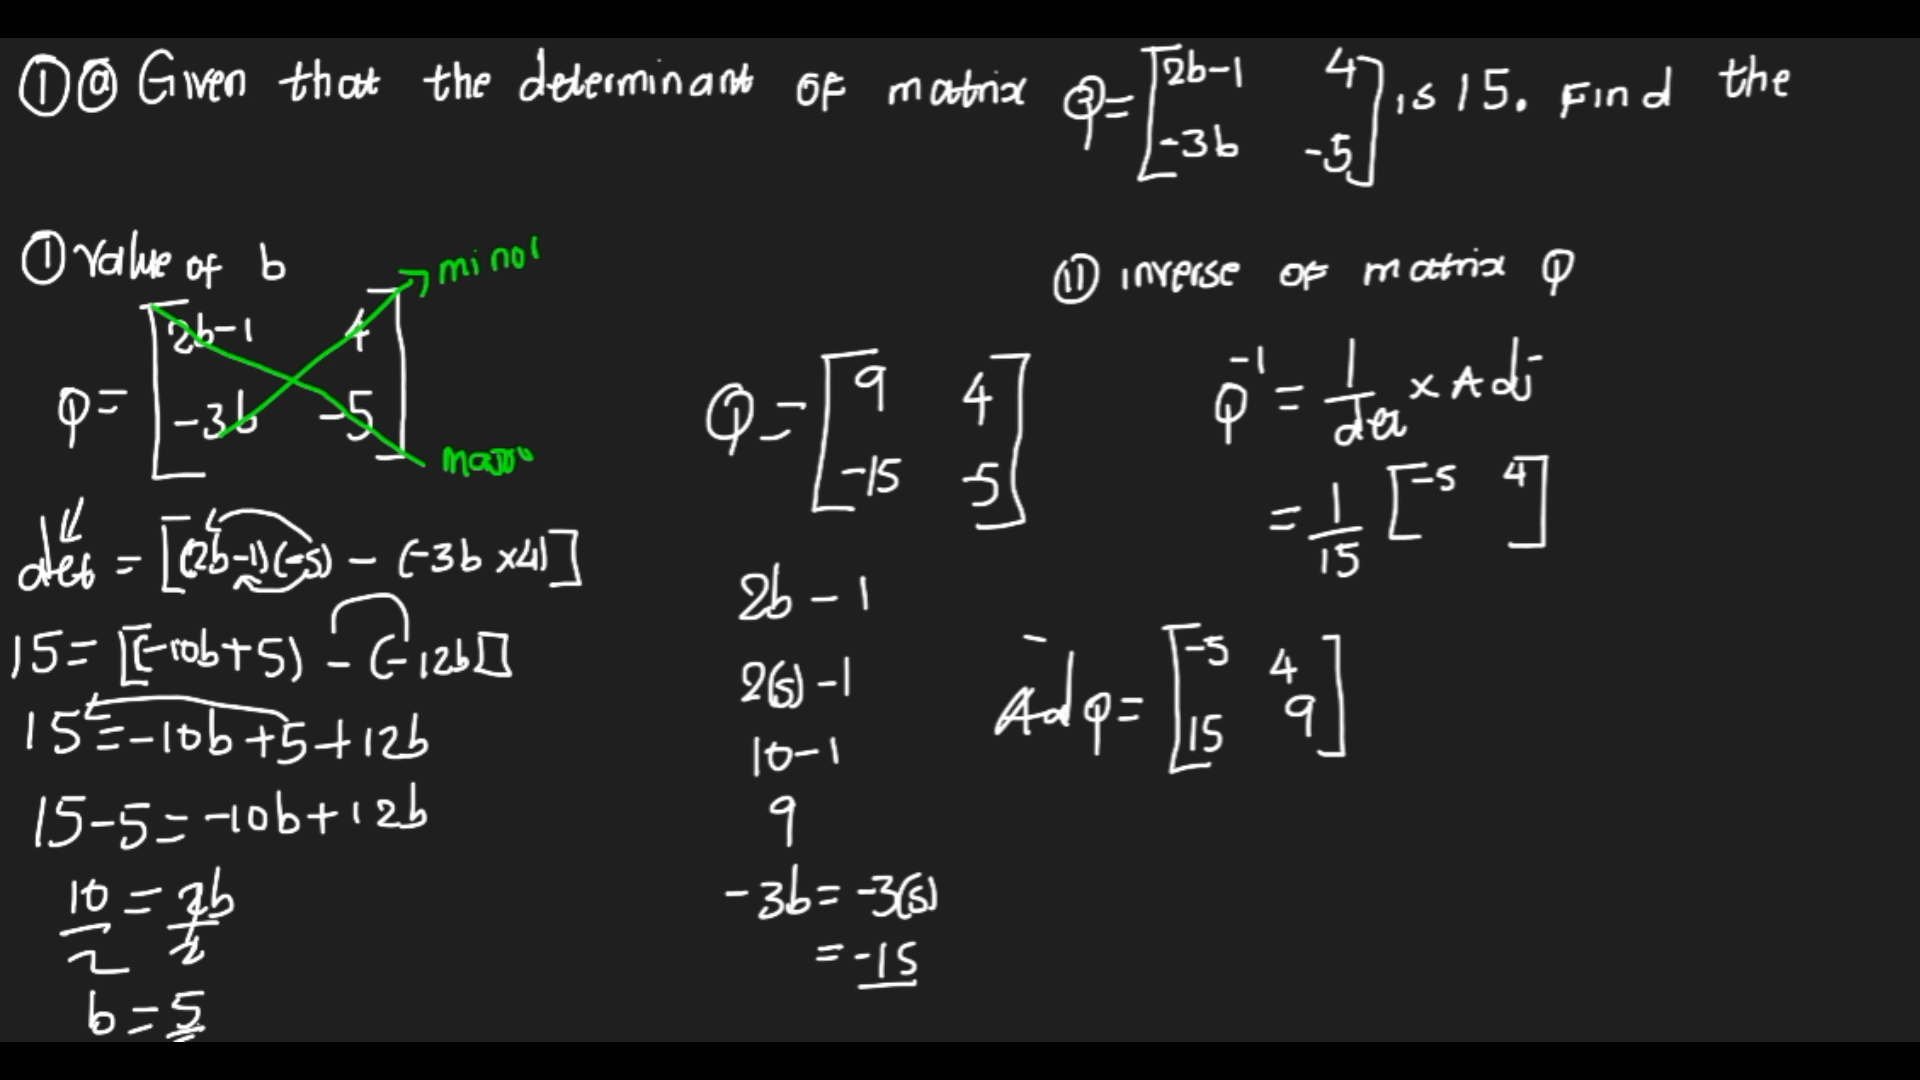 ① ⓐ Given that the determinant of matrix Q = [2b-1 4
-3b -5] is 15. Find the
① value of b
minor
Q = [2b-1 4
-3b -5]
det = [(2b-1)(-5) - (-3b×4)]
15 = [(-10b+5) - (-12b)]
15 = -10b+5+12b
15-5 = -10b+12b
10 = 2b
2 2
b = 5
Q = [9 4
-15 -5]
2b - 1
2(5) - 1
10 - 1
9
-3b = -3(5)
= -15
(ii) inverse of matrix Q
Q⁻¹ = 1/det × Adj
= 1/15 [-5 4]
Ad Q = [-5 4
15 9]